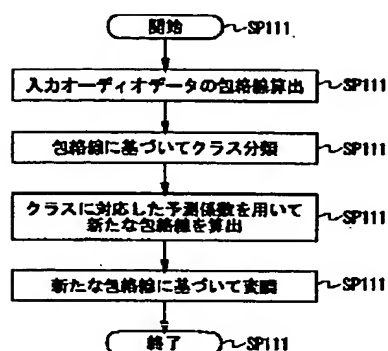 開始 SP111
入力オーディオデータの包絡線算出 SP111
包絡線に基づいてクラス分類 SP111
クラスに対応した予測係数を用いて SP111
新たな包絡線を算出
新たな包絡線に基づいて変調 SP111
終了 SP111